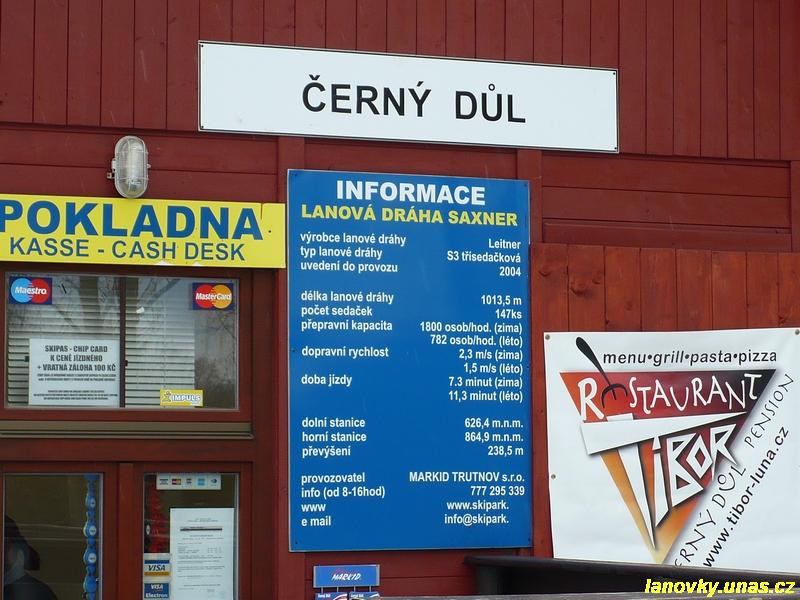 ČERNÝ DŮL
POKLADNA
KASSE - CASH DESK
Maestro
MasterCard
SKIPAS - CHIP CARD
K CENĚ JÍZDNÉHO
+ VRATNÁ ZÁLOHA 100 KČ
IMPULS
VISA
VISA
Electron
INFORMACE
LANOVÁ DRÁHA SAXNER
výrobce lanové dráhy Leitner
typ lanové dráhy S3 třísedačková
uvedení do provozu 2004
délka lanové dráhy 1013,5 m
počet sedaček 147ks
přepravní kapacita 1800 osob/hod. (zima)
782 osob/hod. (léto)
dopravní rychlost 2,3 m/s (zima)
1,5 m/s (léto)
doba jízdy 7.3 minut (zima)
11,3 minut (léto)
dolní stanice 626,4 m.n.m.
horní stanice 864,9 m.n.m.
převýšení 238,5 m
provozovatel MARKID TRUTNOV s.r.o.
info (od 8-16hod) 777 295 339
www www.skipark.
e mail info@skipark.
MARKID
menu•grill•pasta•pizza
RESTAURANT
TIBOR
ERNÝ DŮL PENSION
www.tibor-luna.cz
lanovky.unas.cz